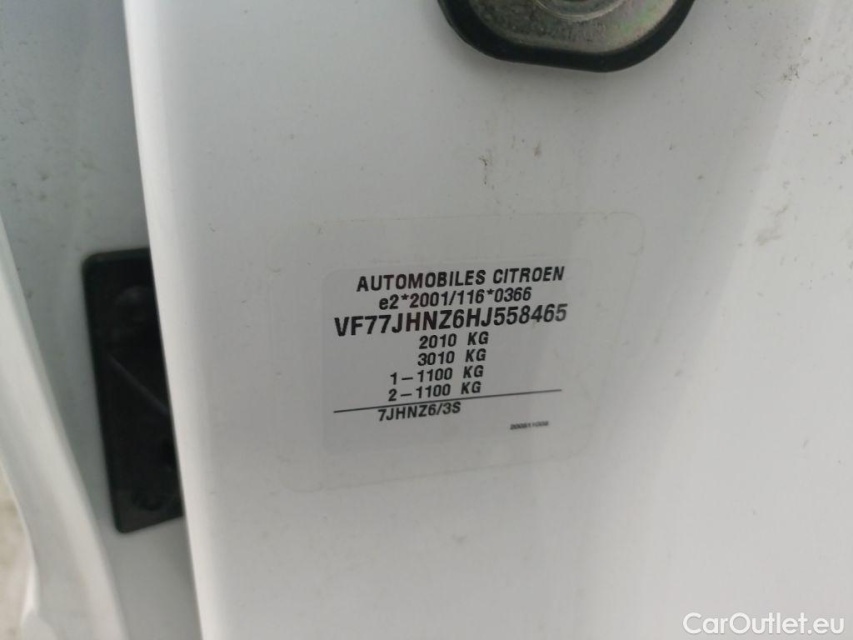 AUTOMOBILES CITROEN
e2*2001/116*0366
VF77JHNZ6HJ558465
2010 KG
3010 KG
1-1100 KG
2-1100 KG
7JHNZ6/3S
CarOutlet.eu